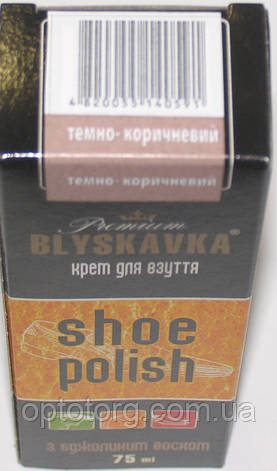 4820055140591
темно-коричневий
темно-коричневий
Premium
BLYSKAVKA®
крем для взуття
shoe
polish
optotorg.com.ua
з бджолиним воском
75 ml